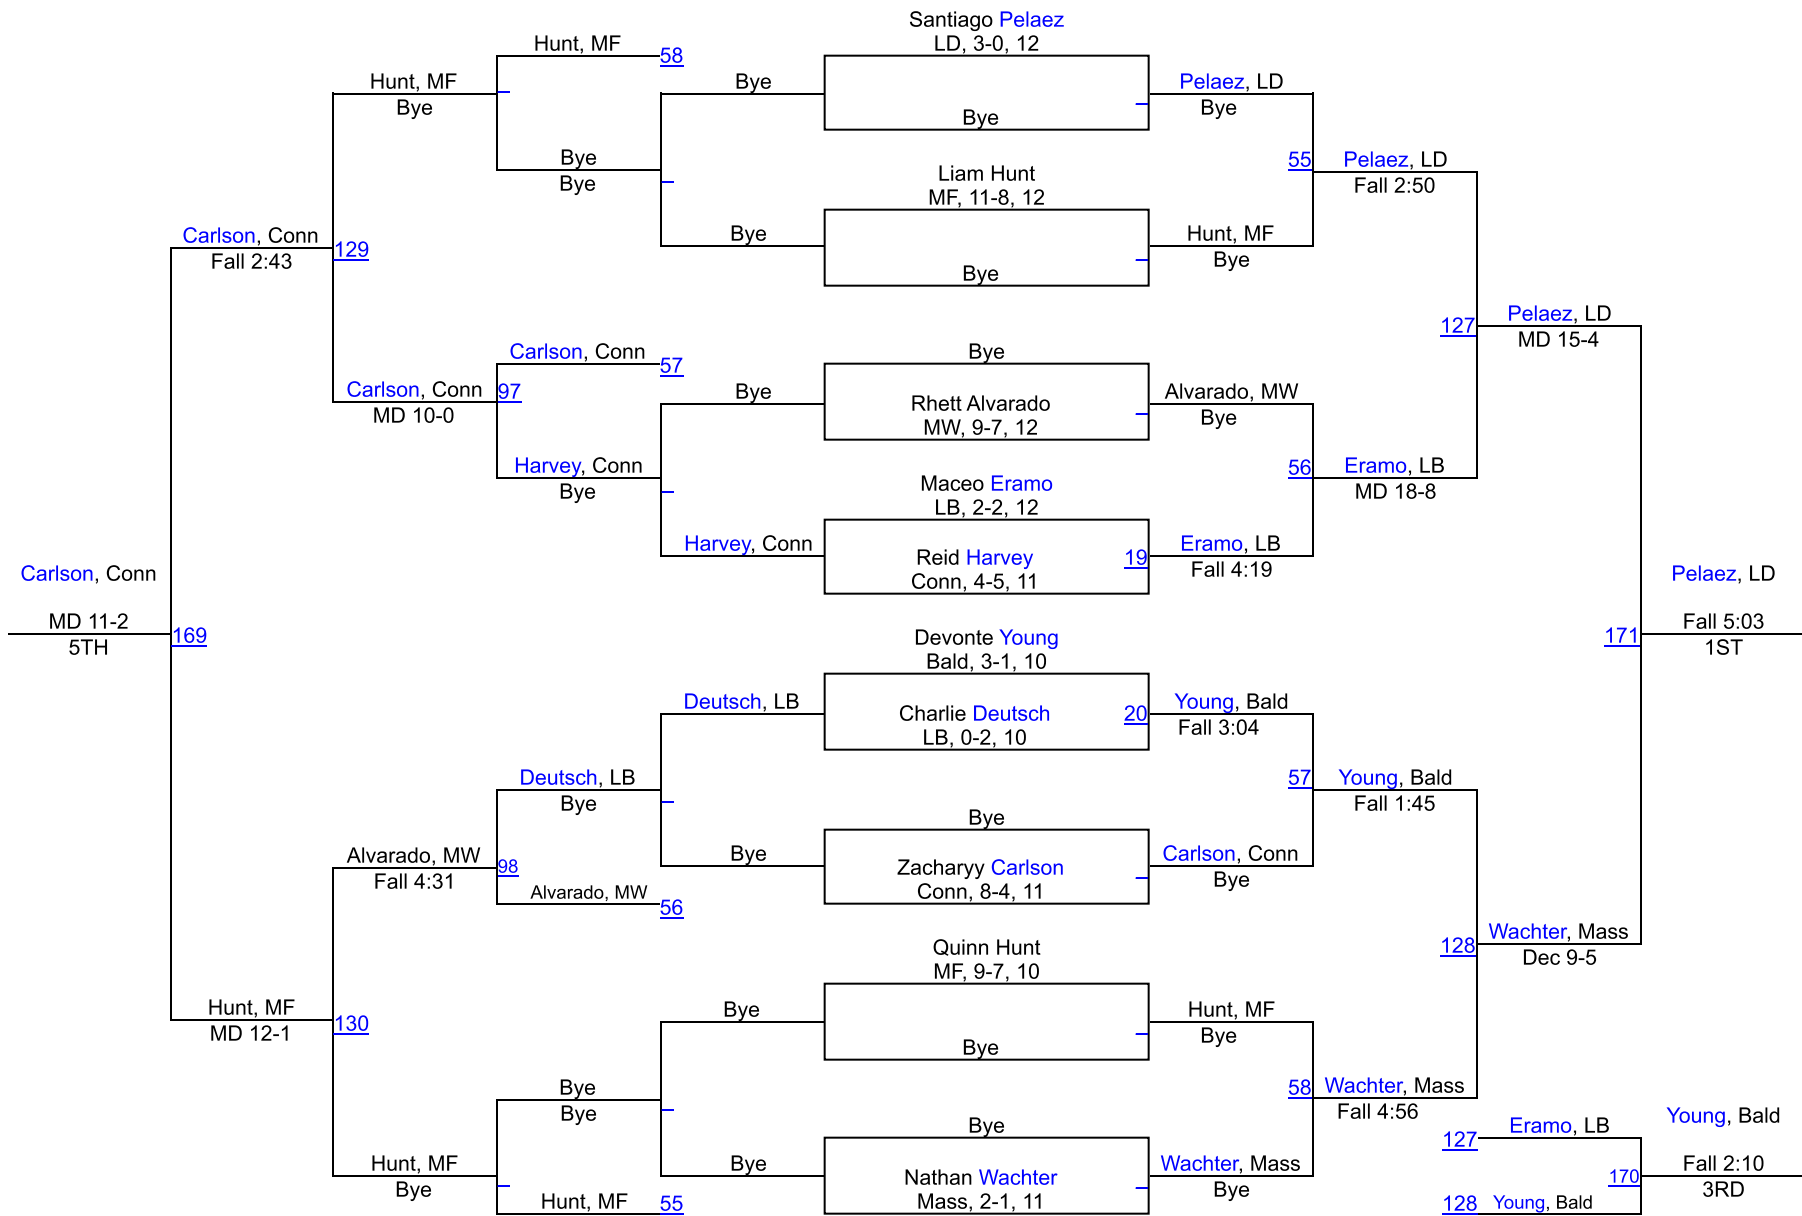 Santiago Pelaez
LD, 3-0, 12
Bye
Liam Hunt
MF, 11-8, 12
Bye
Bye
Rhett Alvarado
MW, 9-7, 12
Maceo Eramo
LB, 2-2, 12
Reid Harvey
Conn, 4-5, 11
19
Devonte Young
Bald, 3-1, 10
Charlie Deutsch
LB, 0-2, 10
20
Bye
Zacharyy Carlson
Conn, 8-4, 11
Quinn Hunt
MF, 9-7, 10
Bye
Bye
Nathan Wachter
Mass, 2-1, 11
Pelaez, LD
Bye
Hunt, MF
Bye
Alvarado, MW
Bye
Eramo, LB
Fall 4:19
Young, Bald
Fall 3:04
Carlson, Conn
Bye
Hunt, MF
Bye
Wachter, Mass
Bye
55
Pelaez, LD
Fall 2:50
56
Eramo, LB
MD 18-8
57
Young, Bald
Fall 1:45
58
Wachter, Mass
Fall 4:56
127
Pelaez, LD
MD 15-4
128
Wachter, Mass
Dec 9-5
171
Pelaez, LD
Fall 5:03
1ST
127
Eramo, LB
128
Young, Bald
170
Young, Bald
Fall 2:10
3RD
Bye
Bye
Bye
Harvey, Conn
Deutsch, LB
Bye
Bye
Bye
Hunt, MF
58
Bye
Bye
Carlson, Conn
57
Harvey, Conn
Bye
Deutsch, LB
Bye
Alvarado, MW
56
Bye
Bye
Hunt, MF
55
Hunt, MF
Bye
Carlson, Conn
MD 10-0
97
Alvarado, MW
Fall 4:31
98
Hunt, MF
Bye
Carlson, Conn
Fall 2:43
129
Hunt, MF
MD 12-1
130
Carlson, Conn
MD 11-2
5TH
169